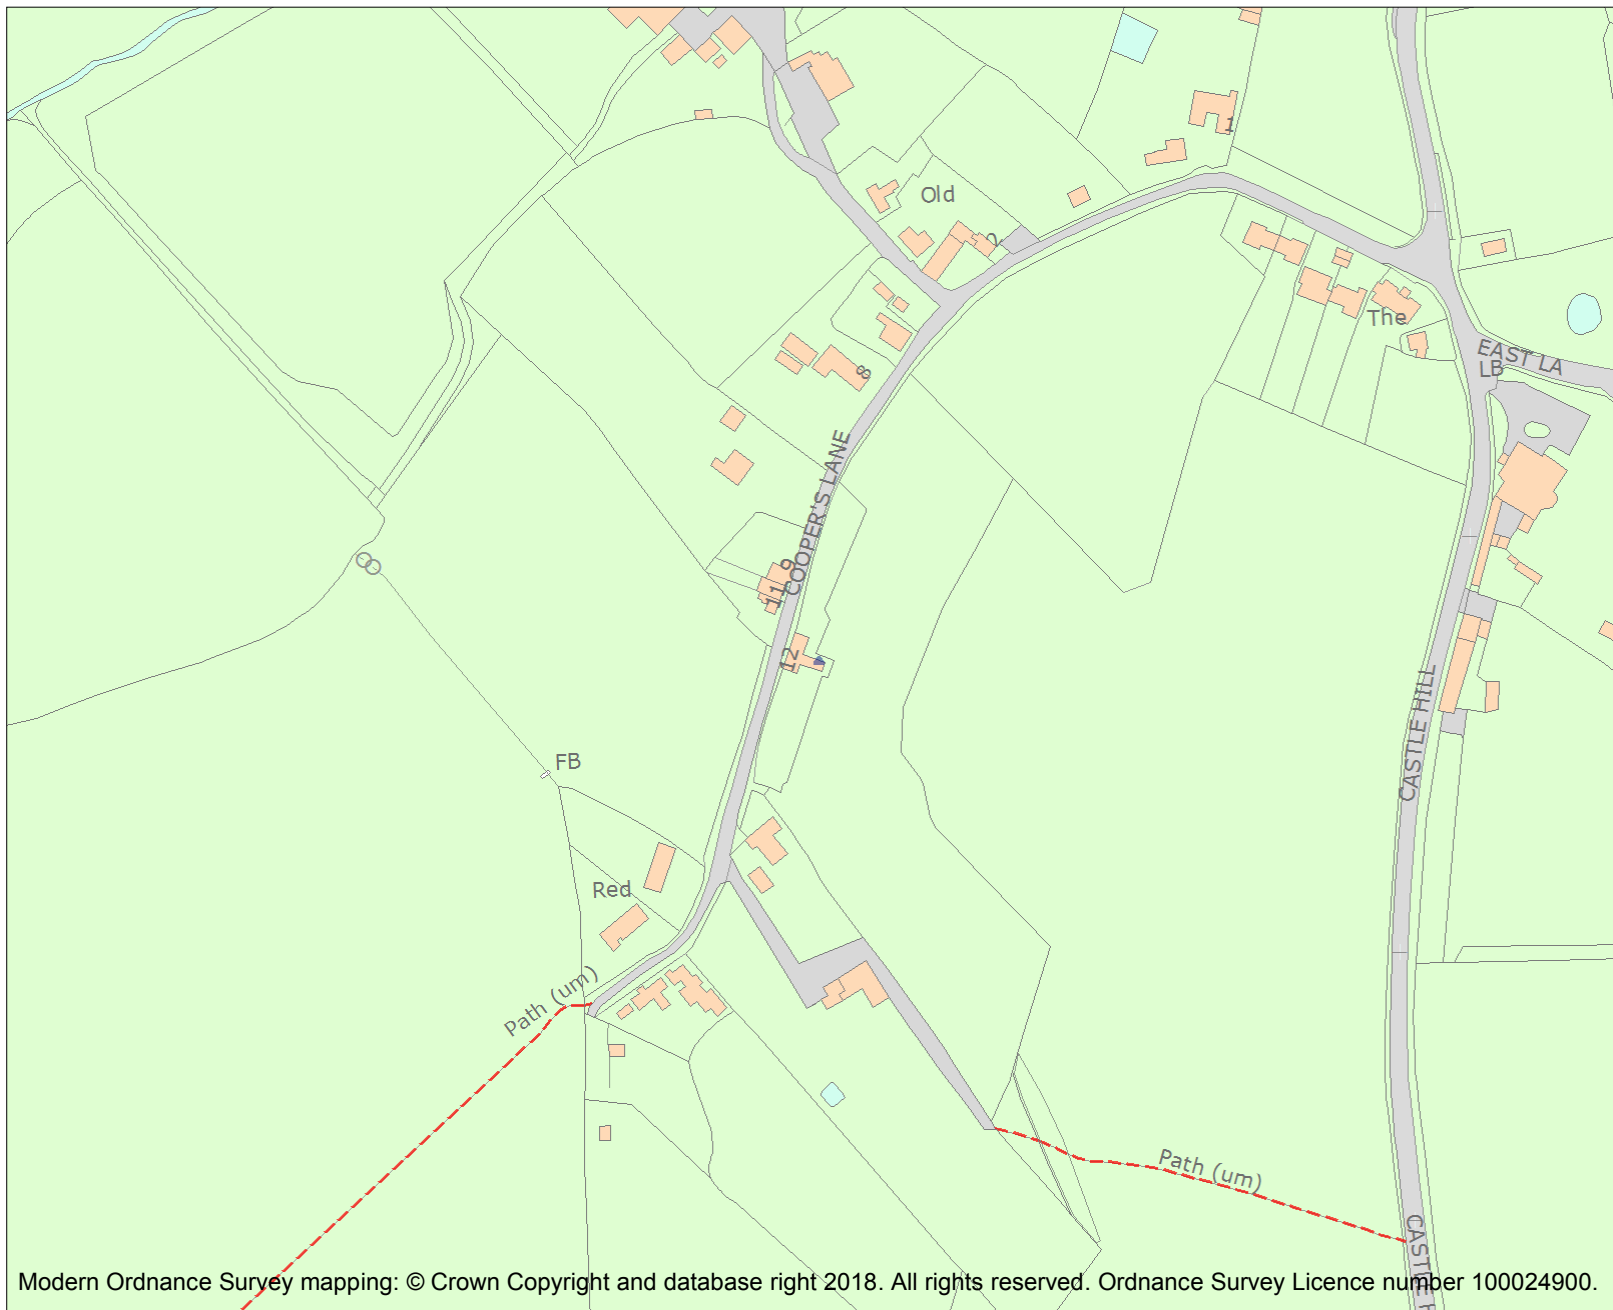 1
Old
2
The
EAST LA
LB
8
COOPER'S LANE
9
11
12
CASTLE HILL
FB
Red
Path (um)
Path (um)
CASTLE H
Modern Ordnance Survey mapping: © Crown Copyright and database right 2018. All rights reserved. Ordnance Survey Licence number 100024900.